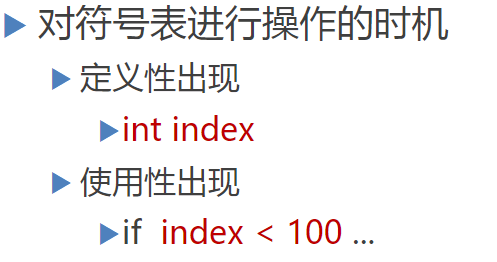 对符号表进行操作的时机
定义性出现
int index
使用性出现
if index < 100 ...